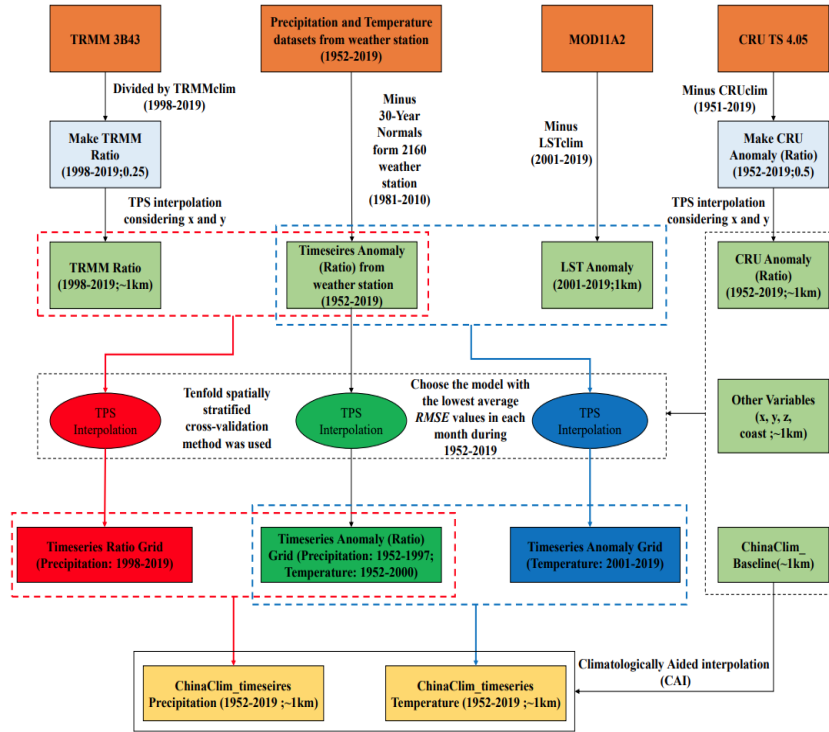 TRMM 3B43
Precipitation and Temperature
datasets from weather station
(1952-2019)
MOD11A2
CRU TS 4.05
Divided by TRMMclim
(1998-2019)
Minus
30-Year
Normals
form 2160
weather
station
(1981-2010)
Minus
LSTclim
(2001-2019)
Minus CRUclim
(1951-2019)
Make TRMM
Ratio
(1998-2019;0.25)
Make CRU
Anomaly (Ratio)
(1952-2019;0.5)
TPS interpolation
considering x and y
TPS interpolation
considering x and y
TRMM Ratio
(1998-2019;~1km)
Timeseires Anomaly
(Ratio) from
weather station
(1952-2019)
LST Anomaly
(2001-2019;1km)
CRU Anomaly
(Ratio)
(1952-2019;~1km)
TPS
Interpolation
Tenfold spatially
stratified
cross-validation
method was used
TPS
Interpolation
Choose the model with
the lowest average
RMSE values in each
month during
1952-2019
TPS
Interpolation
Other Variables
(x, y, z,
coast ;~1km)
Timeseries Ratio Grid
(Precipitation: 1998-2019)
Timeseries Anomaly (Ratio)
Grid (Precipitation: 1952-1997;
Temperature: 1952-2000)
Timeseries Anomaly Grid
(Temperature: 2001-2019)
ChinaClim_
Baseline(~1km)
Climatologically Aided interpolation
(CAI)
ChinaClim_timeseires
Precipitation (1952-2019 ;~1km)
ChinaClim_timeseries
Temperature (1952-2019 ;~1km)